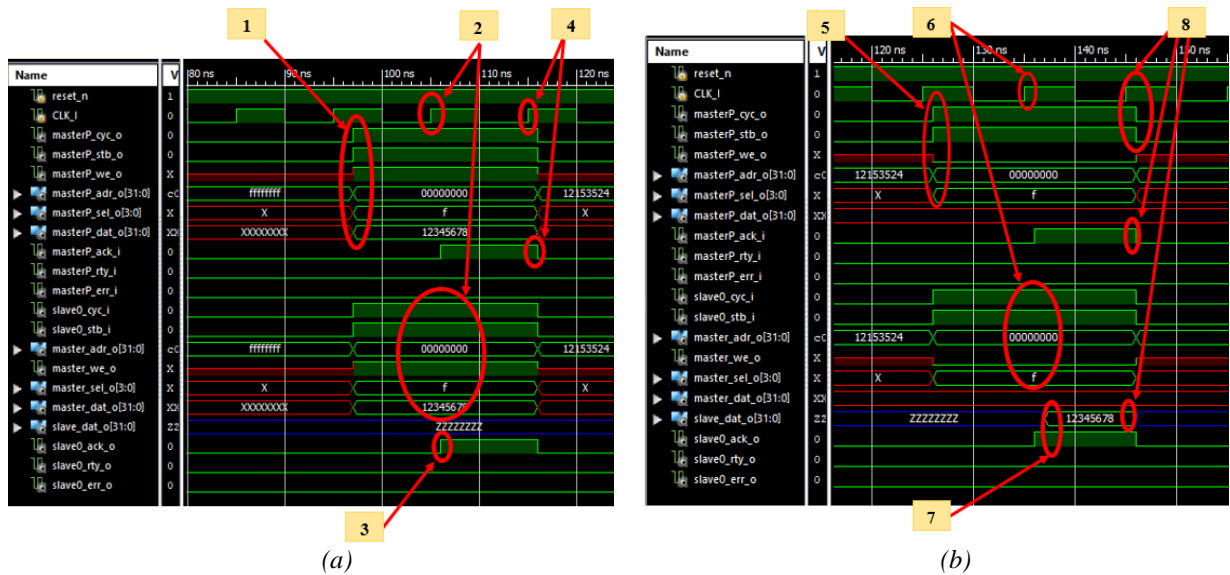 1 2 4
Name V 80 ns 90 ns 100 ns 110 ns 120 ns
reset_n 1
CLK_I 0
masterP_cyc_o 0
masterP_stb_o 0
masterP_we_o X
masterP_adr_o[31:0] ffffffff 00000000 12153524
masterP_sel_o[3:0] X X f X
masterP_dat_o[31:0] XX XXXXXXXX 12345678
masterP_ack_i 0
masterP_rty_i 0
masterP_err_i 0
slave0_cyc_i 0
slave0_stb_i 0
master_adr_o[31:0] ffffffff 00000000 12153524
master_we_o X
master_sel_o[3:0] X X f X
master_dat_o[31:0] XX XXXXXXXX 12345678
slave_dat_o[31:0] ZZ ZZZZZZZZ
slave0_ack_o 0
slave0_rty_o 0
slave0_err_o 0
3
(a)
5 6 8
Name V 120 ns 130 ns 140 ns 150 ns
reset_n 1
CLK_I 0
masterP_cyc_o 0
masterP_stb_o 0
masterP_we_o X
masterP_adr_o[31:0] 12153524 00000000
masterP_sel_o[3:0] X X f
masterP_dat_o[31:0] XX
masterP_ack_i 0
masterP_rty_i 0
masterP_err_i 0
slave0_cyc_i 0
slave0_stb_i 0
master_adr_o[31:0] 12153524 00000000
master_we_o X
master_sel_o[3:0] X X f
master_dat_o[31:0] XX
slave_dat_o[31:0] ZZ ZZZZZZZZ 12345678
slave0_ack_o 0
slave0_rty_o 0
slave0_err_o 0
7
(b)